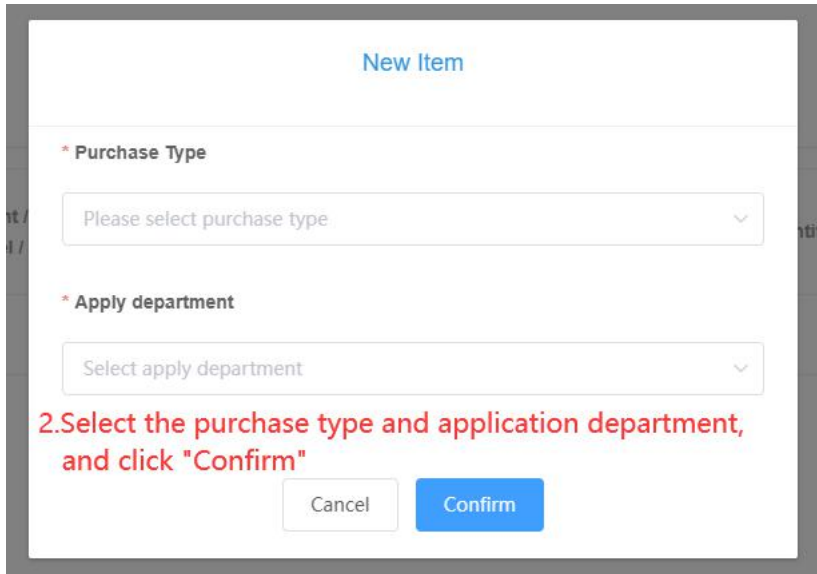 New Item
* Purchase Type
Please select purchase type
* Apply department
Select apply department
2.Select the purchase type and application department,
and click "Confirm"
Cancel
Confirm